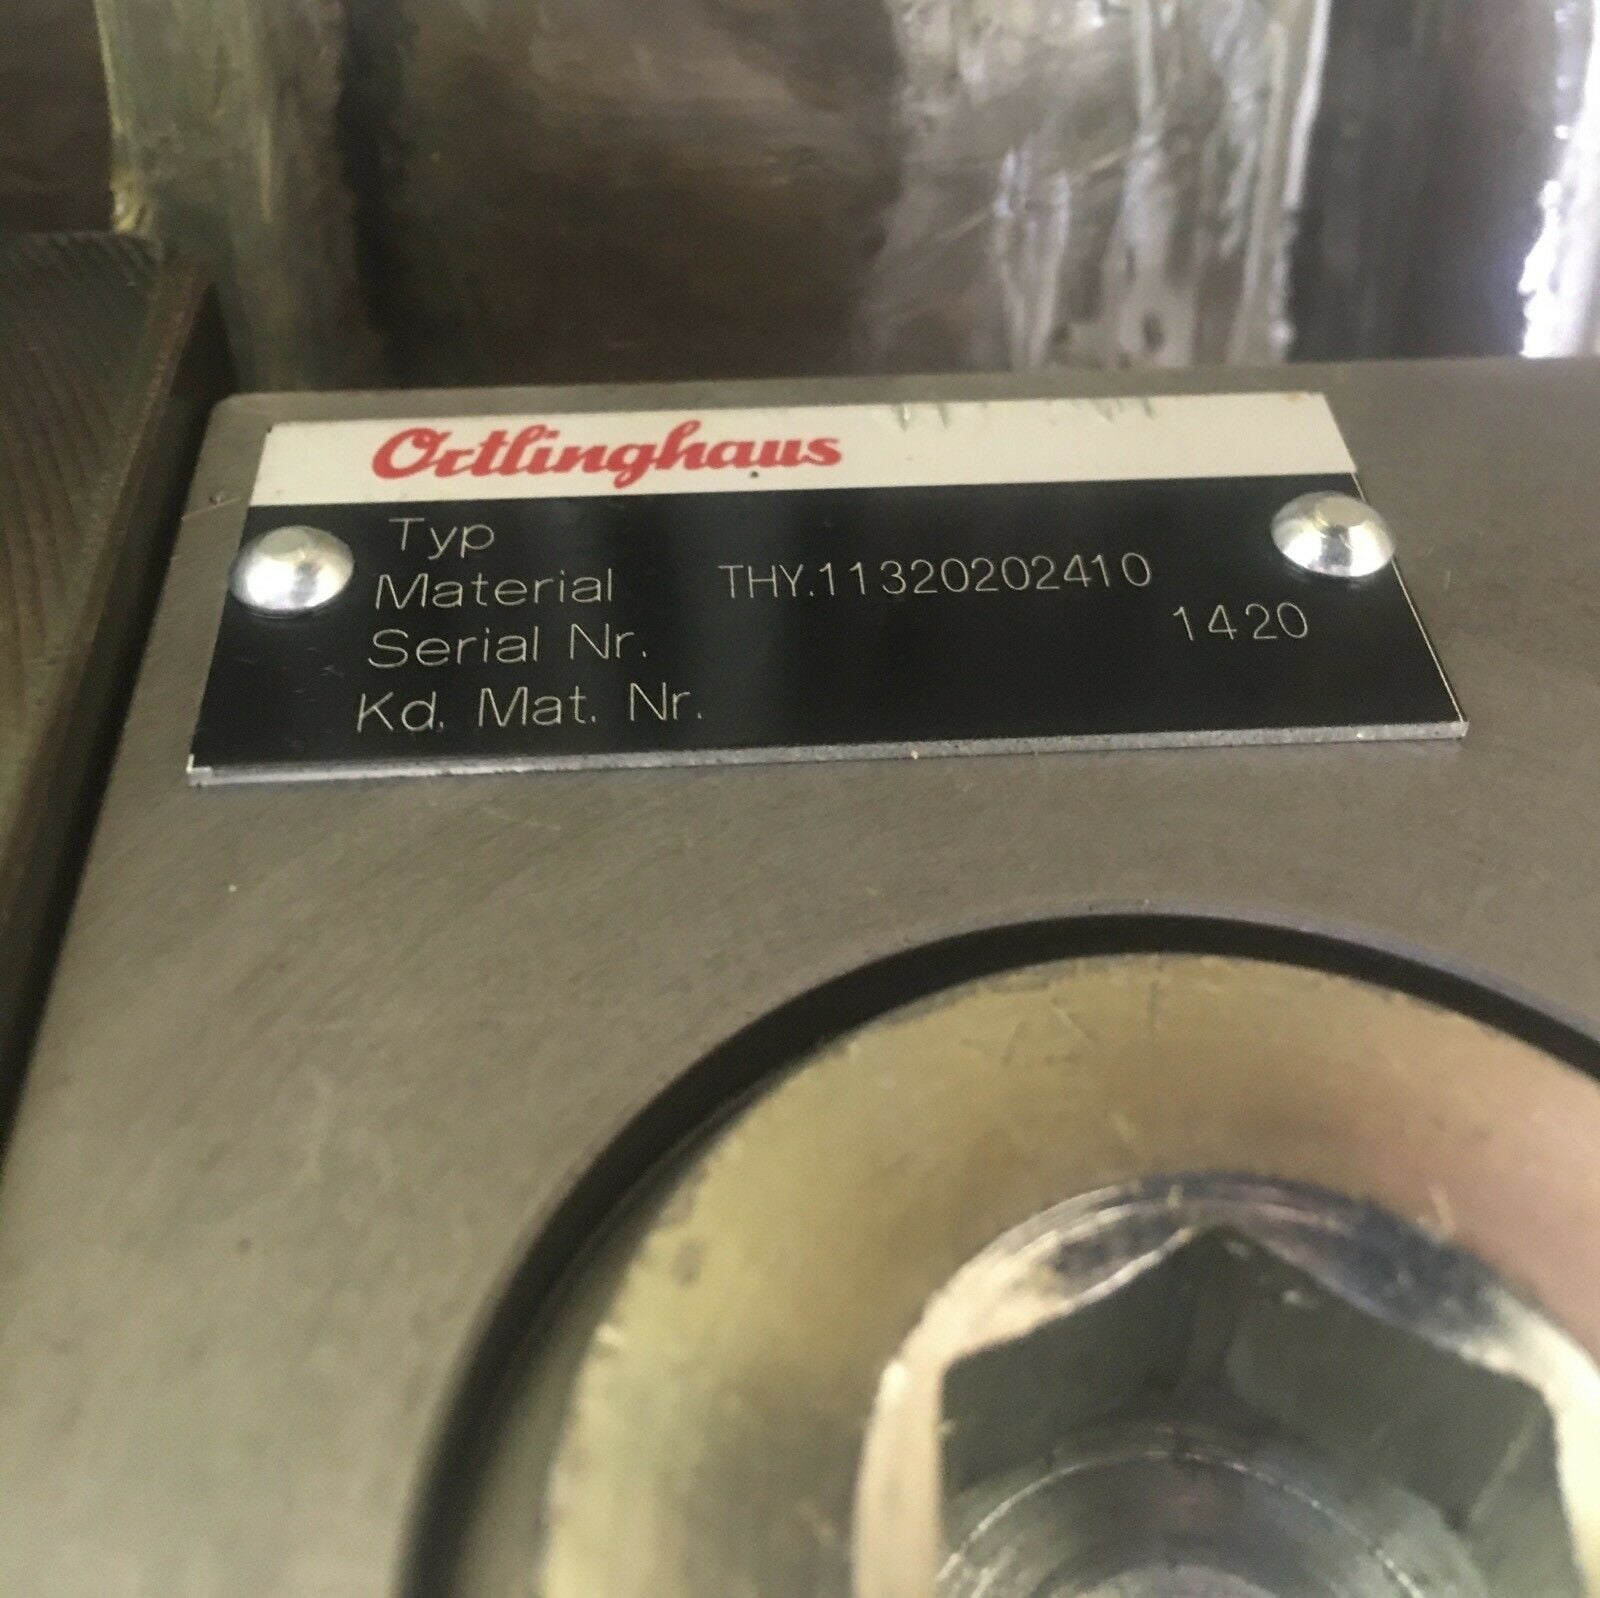 Ortlinghaus
Typ
Material THY.11320202410
Serial Nr. 1420
Kd. Mat. Nr.